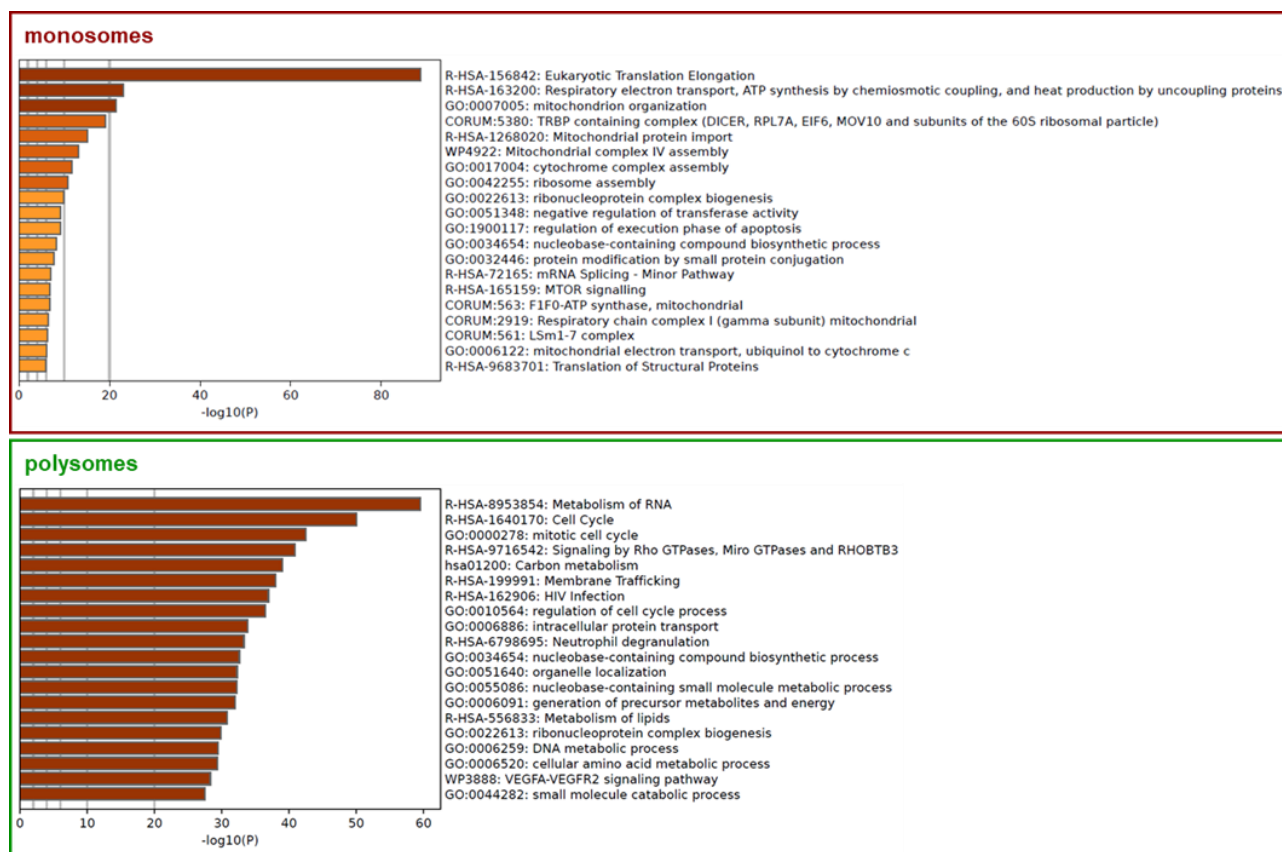 monosomes
R-HSA-156842: Eukaryotic Translation Elongation
R-HSA-163200: Respiratory electron transport, ATP synthesis by chemiosmotic coupling, and heat production by uncoupling proteins
GO:0007005: mitochondrion organization
CORUM:5380: TRBP containing complex (DICER, RPL7A, EIF6, MOV10 and subunits of the 60S ribosomal particle)
R-HSA-1268020: Mitochondrial protein import
WP4922: Mitochondrial complex IV assembly
GO:0017004: cytochrome complex assembly
GO:0042255: ribosome assembly
GO:0022613: ribonucleoprotein complex biogenesis
GO:0051348: negative regulation of transferase activity
GO:1900117: regulation of execution phase of apoptosis
GO:0034654: nucleobase-containing compound biosynthetic process
GO:0032446: protein modification by small protein conjugation
R-HSA-72165: mRNA Splicing - Minor Pathway
R-HSA-165159: MTOR signalling
CORUM:563: F1F0-ATP synthase, mitochondrial
CORUM:2919: Respiratory chain complex I (gamma subunit) mitochondrial
CORUM:561: LSm1-7 complex
GO:0006122: mitochondrial electron transport, ubiquinol to cytochrome c
R-HSA-9683701: Translation of Structural Proteins
0 20 40 60 80
-log10(P)
polysomes
R-HSA-8953854: Metabolism of RNA
R-HSA-1640170: Cell Cycle
GO:0000278: mitotic cell cycle
R-HSA-9716542: Signaling by Rho GTPases, Miro GTPases and RHOBTB3
hsa01200: Carbon metabolism
R-HSA-199991: Membrane Trafficking
R-HSA-162906: HIV Infection
GO:0010564: regulation of cell cycle process
GO:0006886: intracellular protein transport
R-HSA-6798695: Neutrophil degranulation
GO:0034654: nucleobase-containing compound biosynthetic process
GO:0051640: organelle localization
GO:0055086: nucleobase-containing small molecule metabolic process
GO:0006091: generation of precursor metabolites and energy
R-HSA-556833: Metabolism of lipids
GO:0022613: ribonucleoprotein complex biogenesis
GO:0006259: DNA metabolic process
GO:0006520: cellular amino acid metabolic process
WP3888: VEGFA-VEGFR2 signaling pathway
GO:0044282: small molecule catabolic process
0 10 20 30 40 50 60
-log10(P)